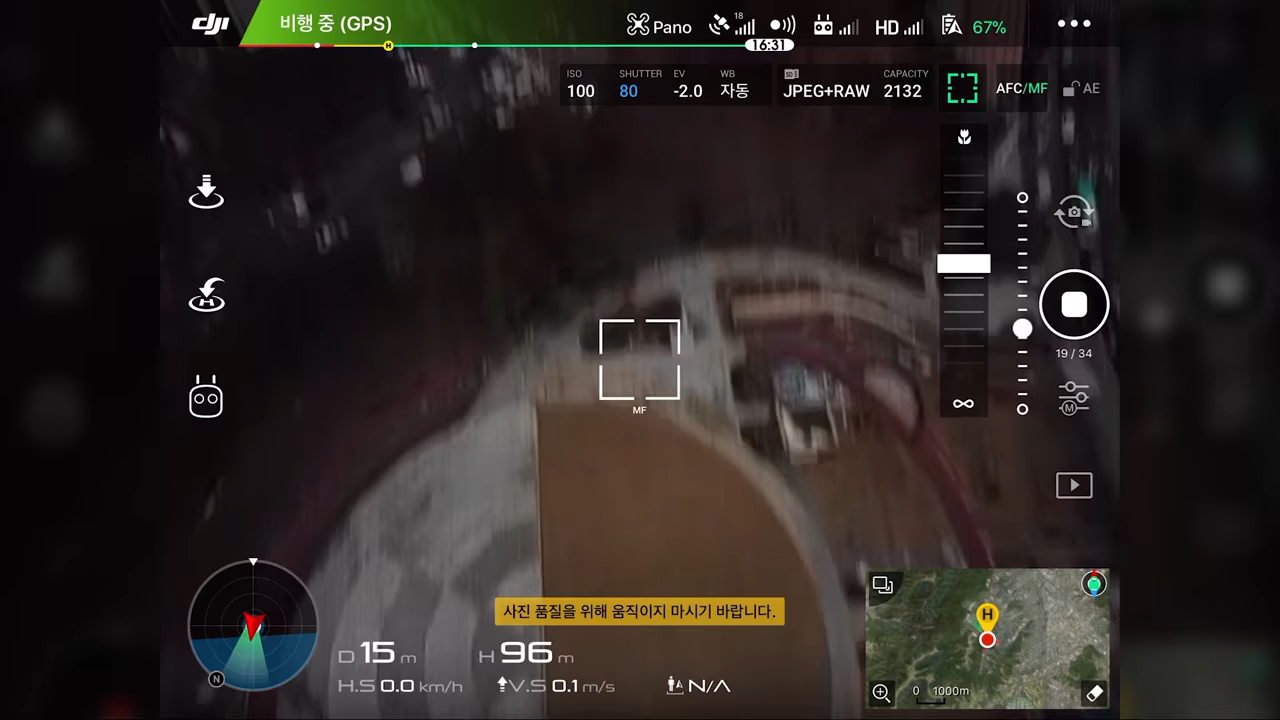 dji
비행 중 (GPS)
Pano
18
HD
67%
H
16:31
ISO
100
SHUTTER
80
EV
-2.0
WB
자동
SD
JPEG+RAW
CAPACITY
2132
AFC/MF
AE
MF
19 / 34
M
사진 품질을 위해 움직이지 마시기 바랍니다.
D 15 m
H 96 m
H.S 0.0 km/h
V.S 0.1 m/s
N/A
N
H
0 1000m